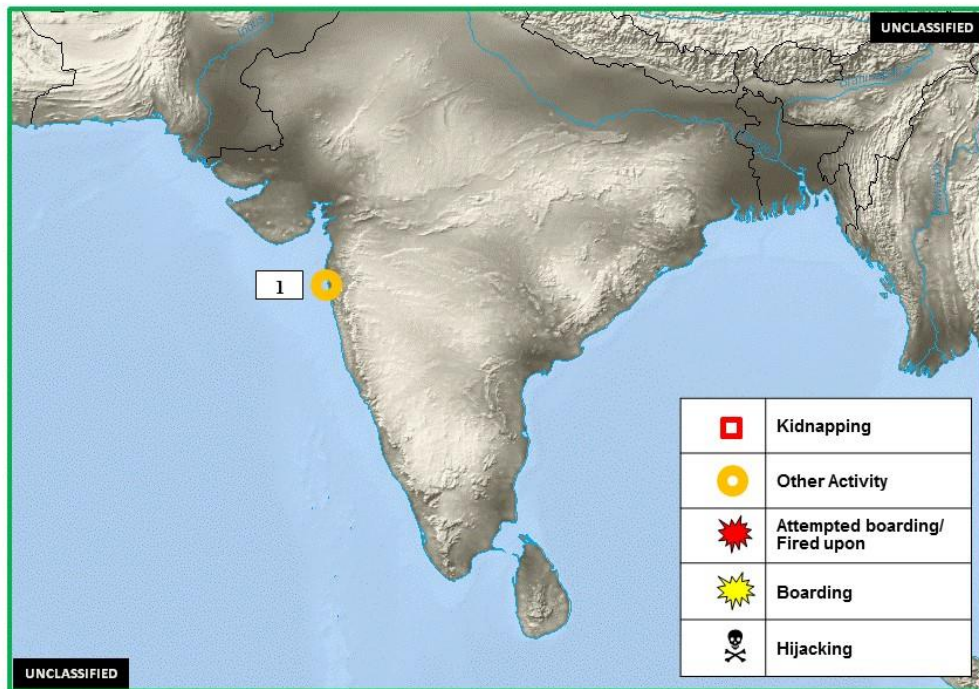 UNCLASSIFIED
1
Kidnapping
Other Activity
Attempted boarding/
Fired upon
Boarding
Hijacking
UNCLASSIFIED